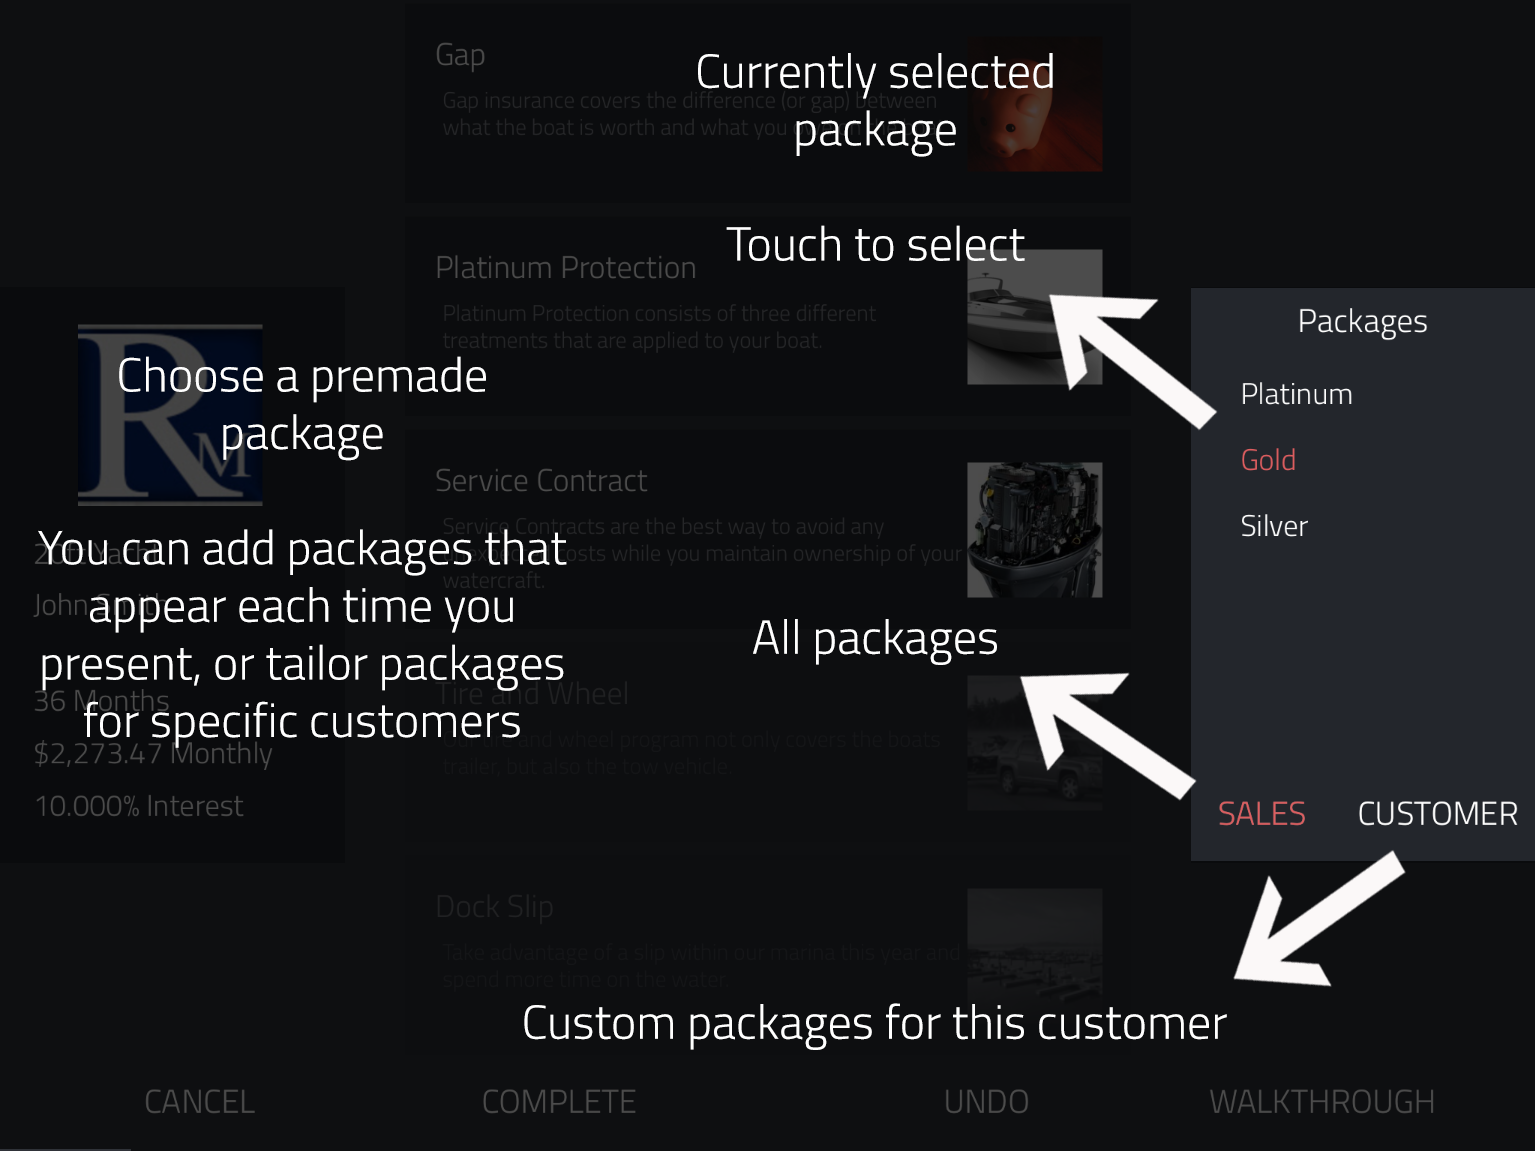 Gap
Gap insurance covers the difference (or gap) between
what the boat is worth and what you
Currently selected
package
Platinum Protection
Platinum Protection consists of three different
treatments that are applied to your boat.
Touch to select
Service Contract
Service Contracts are the best way to avoid any
costs while you maintain ownership of your
watercraft.
Tire and Wheel
and wheel program not only covers the boats
trailer, but also the tow vehicle
Dock Slip
Take advantage of a slip within our marina this year and
spend more time on the water.
RM
Choose a premade
package
You can add packages that
appear each time you
present, or tailor packages
for specific customers
John Smith
36 Months
$2,273.47 Monthly
10.000% Interest
All packages
Custom packages for this customer
Packages
Platinum
Gold
Silver
SALES CUSTOMER
CANCEL COMPLETE UNDO WALKTHROUGH